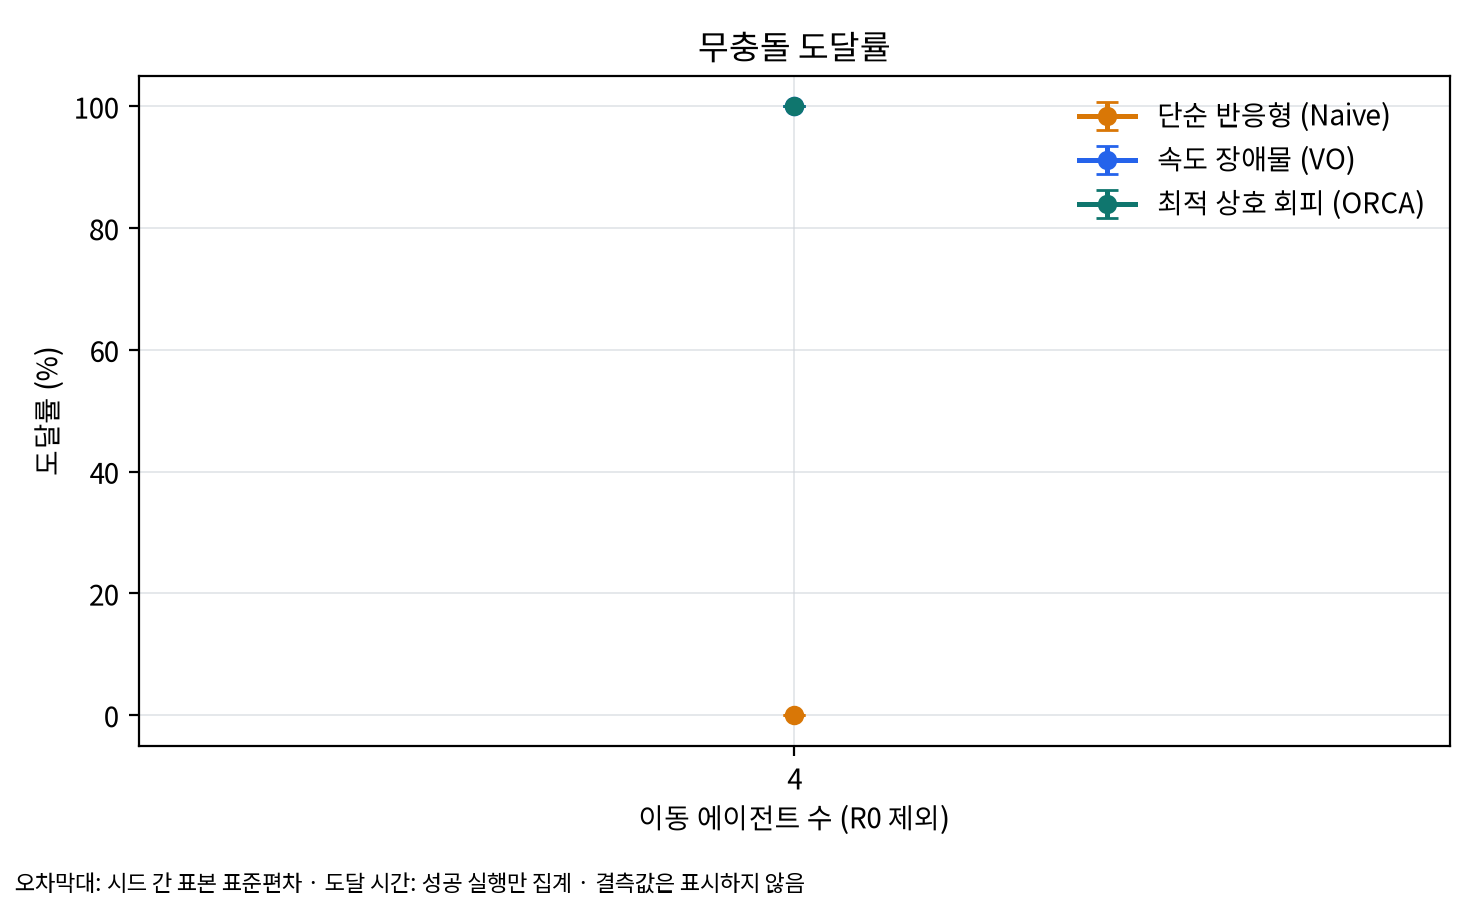 무충돌 도달률
100
80
60
40
20
0
도달률 (%)
단순 반응형 (Naive)
속도 장애물 (VO)
최적 상호 회피 (ORCA)
4
이동 에이전트 수 (R0 제외)
오차막대: 시드 간 표본 표준편차 · 도달 시간: 성공 실행만 집계 · 결측값은 표시하지 않음